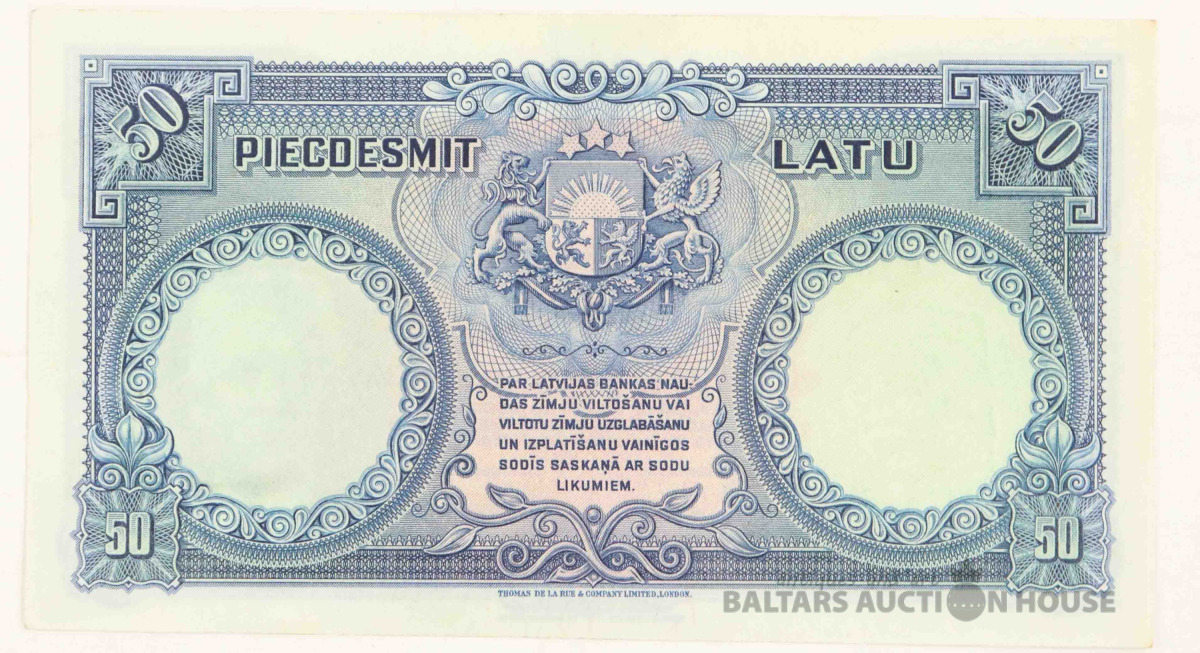 50 50
PIECDESMIT LATU
PAR LATVIJAS BANKAS NAU-
DAS ZĪMJU VILTOŠANU VAI
VILTOTU ZĪMJU UZGLABĀŠANU
UN IZPLATĪŠANU VAINĪGOS
SODĪS SASKAŅĀ AR SODU
LIKUMIEM.
50 50
THOMAS DE LA RUE & COMPANY LIMITED, LONDON.
BALTARS AUCTION HOUSE